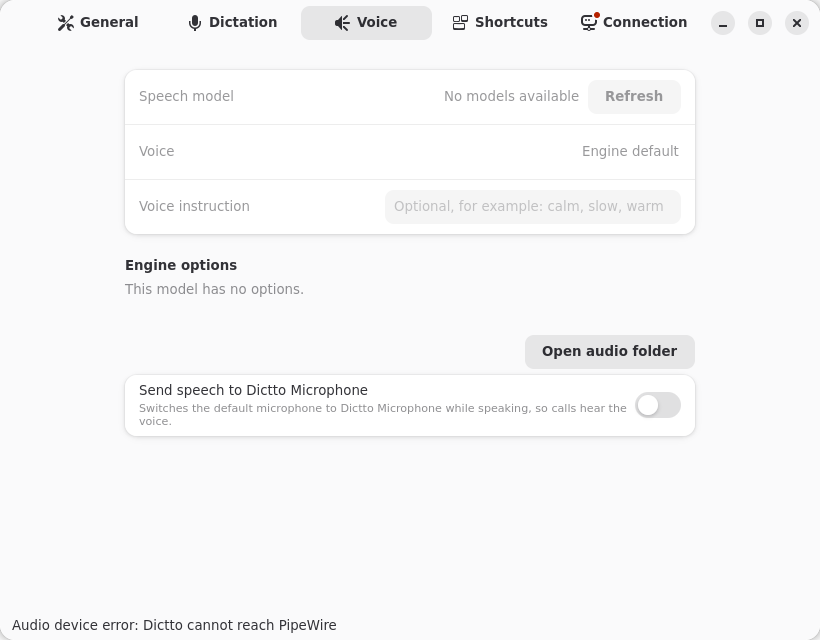 General
Dictation
Voice
Shortcuts
Connection
Speech model
No models available
Refresh
Voice
Engine default
Voice instruction
Optional, for example: calm, slow, warm
Engine options
This model has no options.
Open audio folder
Send speech to Dictto Microphone
Switches the default microphone to Dictto Microphone while speaking, so calls hear the
voice.
Audio device error: Dictto cannot reach PipeWire